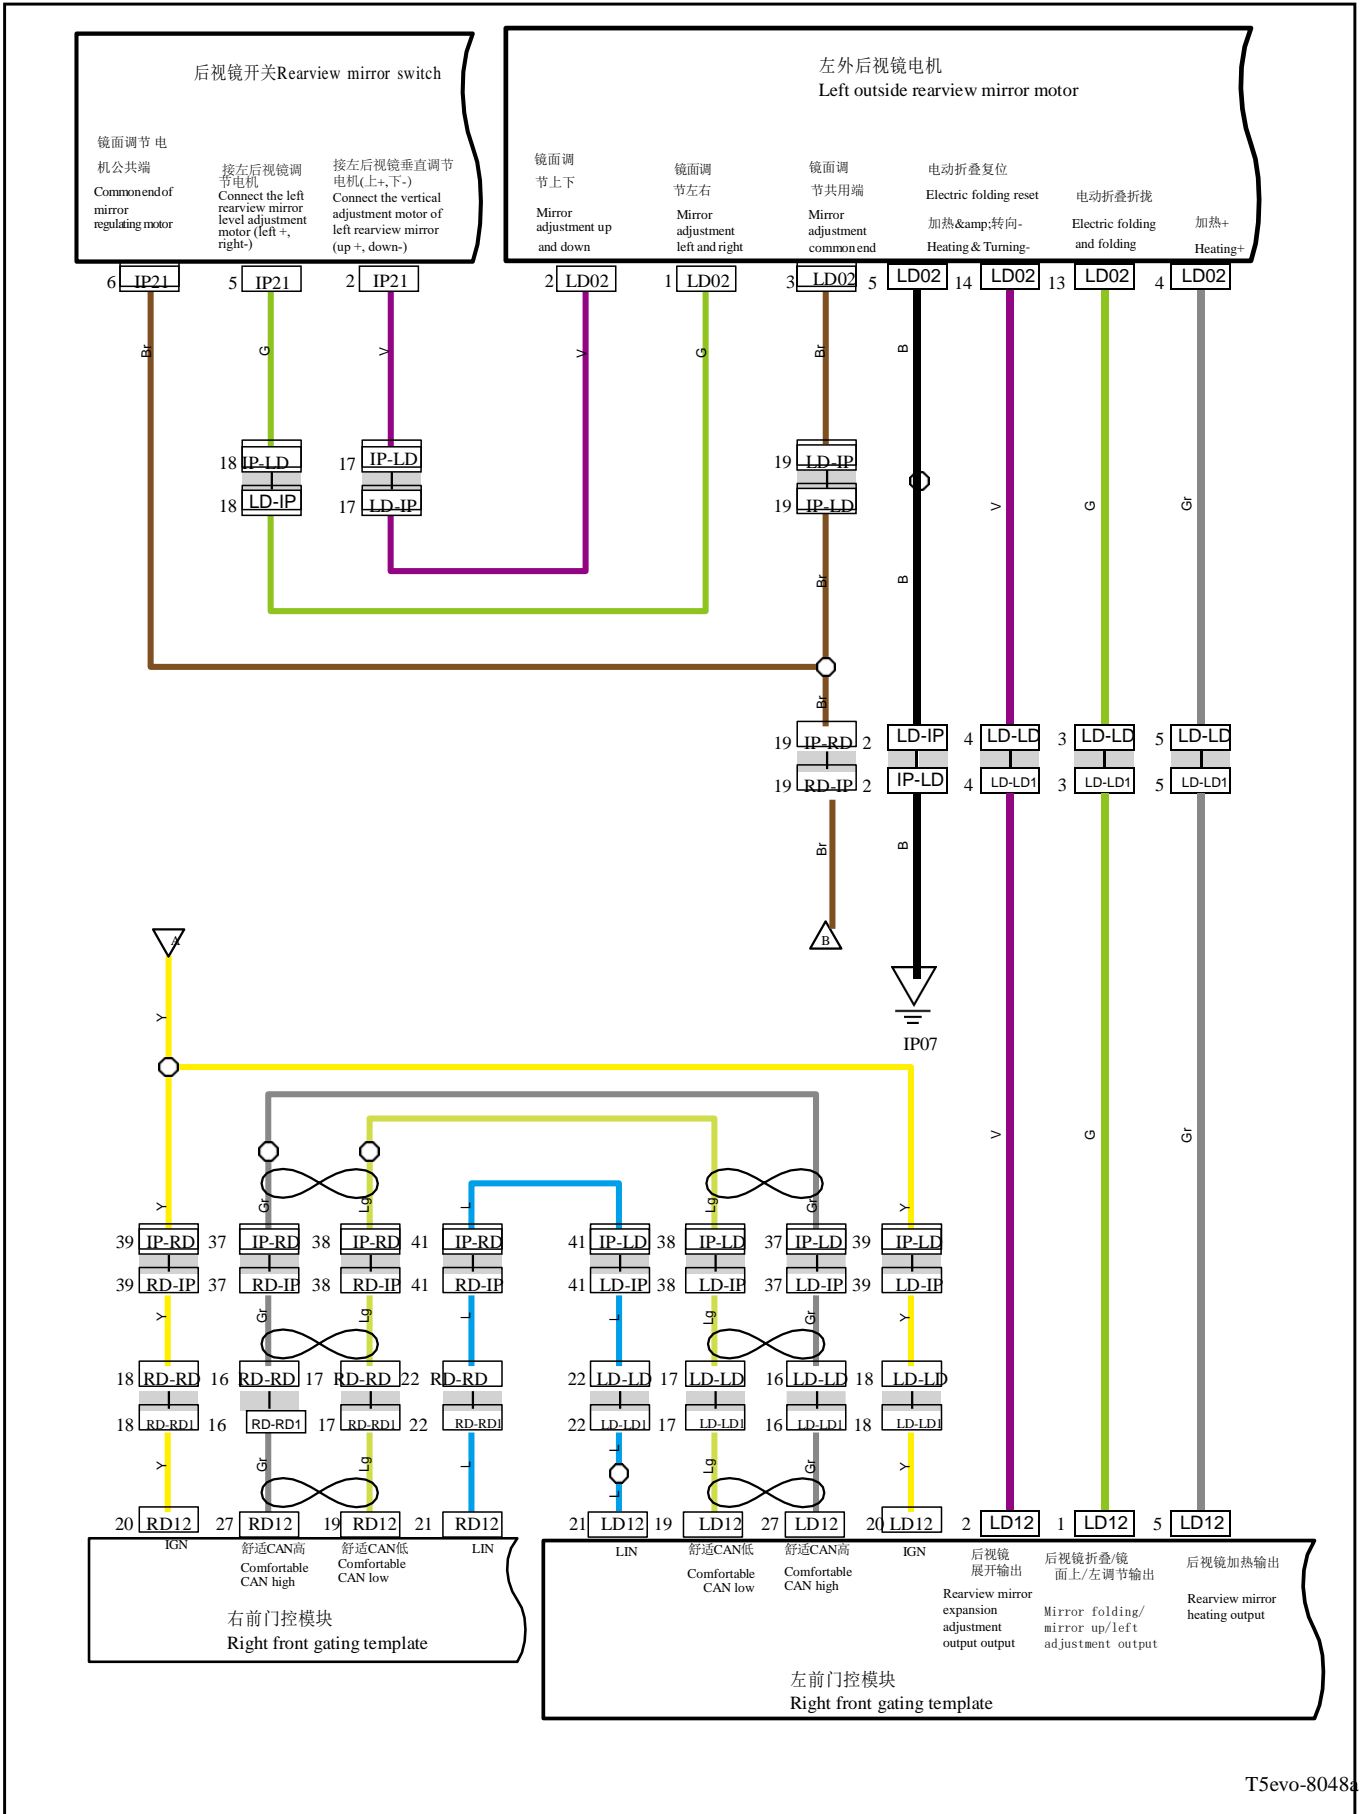 后视镜开关Rearview mirror switch
左外后视镜电机
Left outside rearview mirror motor
镜面调节 电
机公共端
Commonend of
mirror
regulating motor
接左后视镜调
节电机
Connect the left
rearview mirror
level adjustment
motor (left +,
right-)
接左后视镜垂直调节
电机(上+,下-)
Connect the vertical
adjustment motor of
left rearview mirror
(up +, down-)
镜面调
节上下
Mirror
adjustment up
and down
镜面调
节左右
Mirror
adjustment
left and right
镜面调
节共用端
Mirror
adjustment
common end
电动折叠复位
Electric folding reset
加热&amp;转向-
Heating & Turning-
电动折叠折拢
Electric folding
and folding
加热+
Heating+
6 IP21 5 IP21 2 IP21 2 LD02 1 LD02 3 LD02 5 LD02 14 LD02 13 LD02 4 LD02
Br G V V G Br B
18 IP-LD 17 IP-LD 19 LD-IP
18 LD-IP 17 LD-IP 19 IP-LD
V G Gr
Br B
Br
19 IP-RD 2 LD-IP 4 LD-LD 3 LD-LD 5 LD-LD
19 RD-IP 2 IP-LD 4 LD-LD1 3 LD-LD1 5 LD-LD1
Br B
A B
Y
IP07
V G Gr
Y Gr Lg L Lg Gr Y
39 IP-RD 37 IP-RD 38 IP-RD 41 IP-RD 41 IP-LD 38 IP-LD 37 IP-LD 39 IP-LD
39 RD-IP 37 RD-IP 38 RD-IP 41 RD-IP 41 LD-IP 38 LD-IP 37 LD-IP 39 LD-IP
Y Gr Lg L L Lg Gr Y
18 RD-RD 16 RD-RD 17 RD-RD 22 RD-RD 22 LD-LD 17 LD-LD 16 LD-LD 18 LD-LD
18 RD-RD1 16 RD-RD1 17 RD-RD1 22 RD-RD1 22 LD-LD1 17 LD-LD1 16 LD-LD1 18 LD-LD1
L
Y Gr Lg L Lg Gr Y
L
20 RD12 27 RD12 19 RD12 21 RD12 21 LD12 19 LD12 27 LD12 20 LD12 2 LD12 1 LD12 5 LD12
IGN
舒适CAN高
Comfortable
CAN high
舒适CAN低
Comfortable
CAN low
LIN
右前门控模块
Right front gating template
LIN
舒适CAN低
Comfortable
CAN low
舒适CAN高
Comfortable
CAN high
IGN
后视镜
展开输出
Rearview mirror
expansion
adjustment
output output
后视镜折叠/镜
面上/左调节输出
Mirror folding/
mirror up/left
adjustment output
后视镜加热输出
Rearview mirror
heating output
左前门控模块
Right front gating template
T5evo-8048a